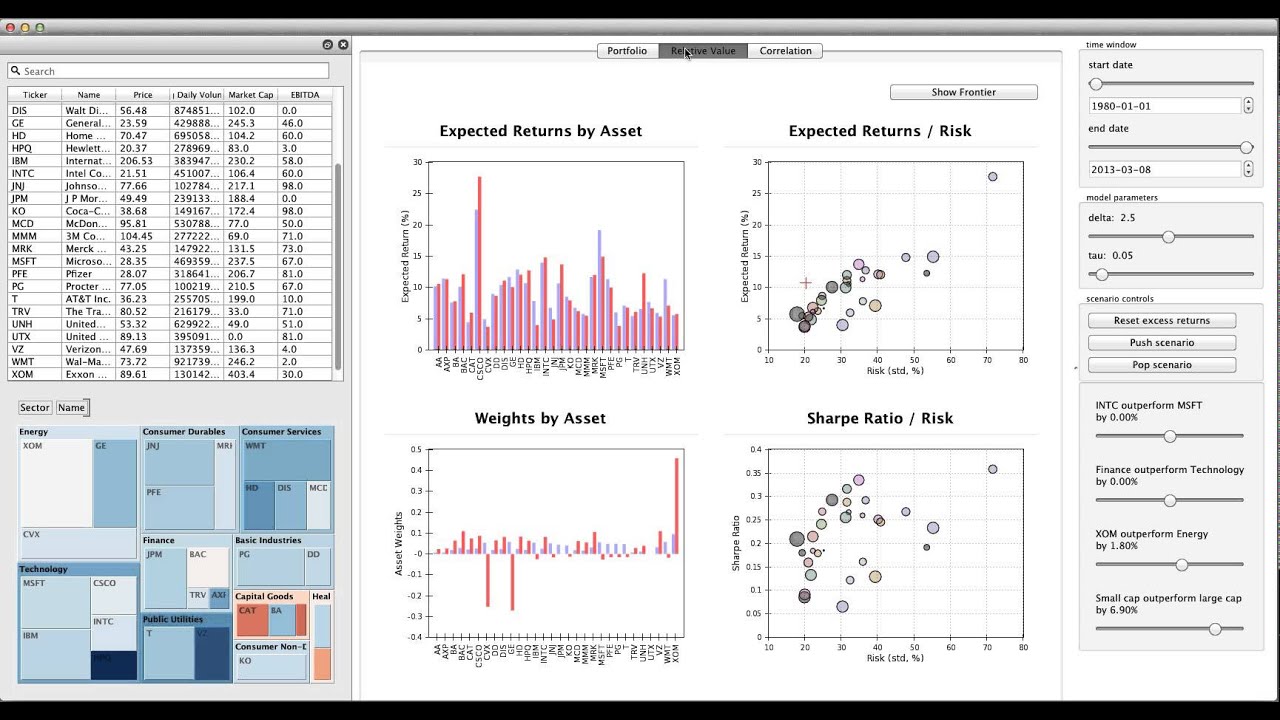 Search
Ticker Name Price Daily Volun Market Cap EBITDA
DIS Walt Di... 56.48 874851... 102.0 0.0
GE General... 23.59 429888... 245.3 46.0
HD Home ... 70.47 695058... 104.2 60.0
HPQ Hewlett... 20.37 278969... 83.0 3.0
IBM Internat... 206.53 383947... 230.2 58.0
INTC Intel Co... 21.51 451007... 106.4 60.0
JNJ Johnso... 77.66 102784... 217.1 98.0
JPM J P Mor... 49.49 239133... 188.4 0.0
KO Coca-C... 38.68 149167... 172.4 98.0
MCD McDon... 95.81 530788... 77.0 50.0
MMM 3M Co... 104.45 277222... 69.0 71.0
MRK Merck ... 43.25 147922... 131.5 73.0
MSFT Microso... 28.35 469359... 237.5 67.0
PFE Pfizer 28.07 318641... 206.7 81.0
PG Procter ... 77.05 100219... 210.5 67.0
T AT&T Inc. 36.23 255705... 199.0 10.0
TRV The Tra... 80.52 216179... 33.0 71.0
UNH United... 53.32 629922... 49.0 51.0
UTX United ... 89.13 395091... 0.0 81.0
VZ Verizon... 47.69 137359... 136.3 4.0
WMT Wal-Ma... 73.72 921739... 246.2 2.0
XOM Exxon ... 89.61 130142... 403.4 30.0
Sector Name
Energy
XOM GE
CVX
Consumer Durables
JNJ MRK
PFE
Consumer Services
WMT
HD DIS MCD
Technology
MSFT CSCO
INTC
IBM HPQ
Finance
JPM BAC
TRV AXP
Basic Industries
PG DD
Capital Goods
CAT BA
Heal
Public Utilities
T VZ
Consumer Non-D
KO
Portfolio Relative Value Correlation
Show Frontier
Expected Returns by Asset
Expected Return (%)
30
25
20
15
10
5
0
AA AXP BA BAC CAT CSCO CVX DD DIS GE HD HPQ IBM INTC JNJ JPM KO MCD MMM MRK MSFT PFE PG T TRV UNH UTX VZ WMT XOM
Expected Returns / Risk
Expected Return (%)
30
25
20
15
10
5
0
10 20 30 40 50 60 70 80
Risk (std, %)
Weights by Asset
Asset Weights
0.5
0.4
0.3
0.2
0.1
-0
-0.1
-0.2
-0.3
-0.4
AA AXP BA BAC CAT CSCO CVX DD DIS GE HD HPQ IBM INTC JNJ JPM KO MCD MMM MRK MSFT PFE PG T TRV UNH UTX VZ WMT XOM
Sharpe Ratio / Risk
Sharpe Ratio
0.4
0.35
0.3
0.25
0.2
0.15
0.1
0.05
0
10 20 30 40 50 60 70 80
Risk (std, %)
time window
start date
1980-01-01
end date
2013-03-08
model parameters
delta: 2.5
tau: 0.05
scenario controls
Reset excess returns
Push scenario
Pop scenario
INTC outperform MSFT
by 0.00%
Finance outperform Technology
by 0.00%
XOM outperform Energy
by 1.80%
Small cap outperform large cap
by 6.90%